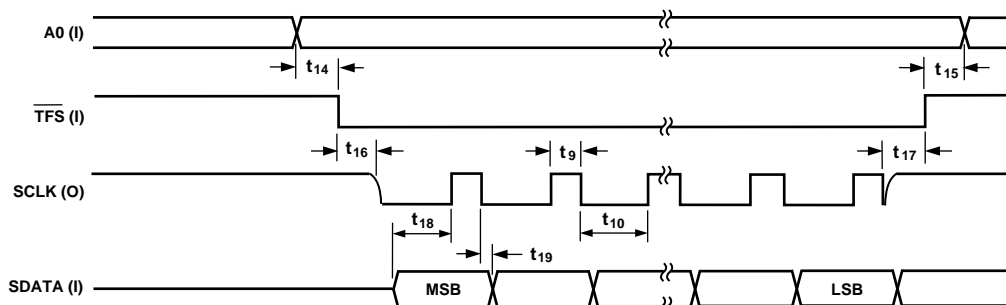 A0 (I)
t14 t15
TFS (I)
t16 t9 t17
SCLK (O)
t18 t10
t19
SDATA (I) MSB LSB